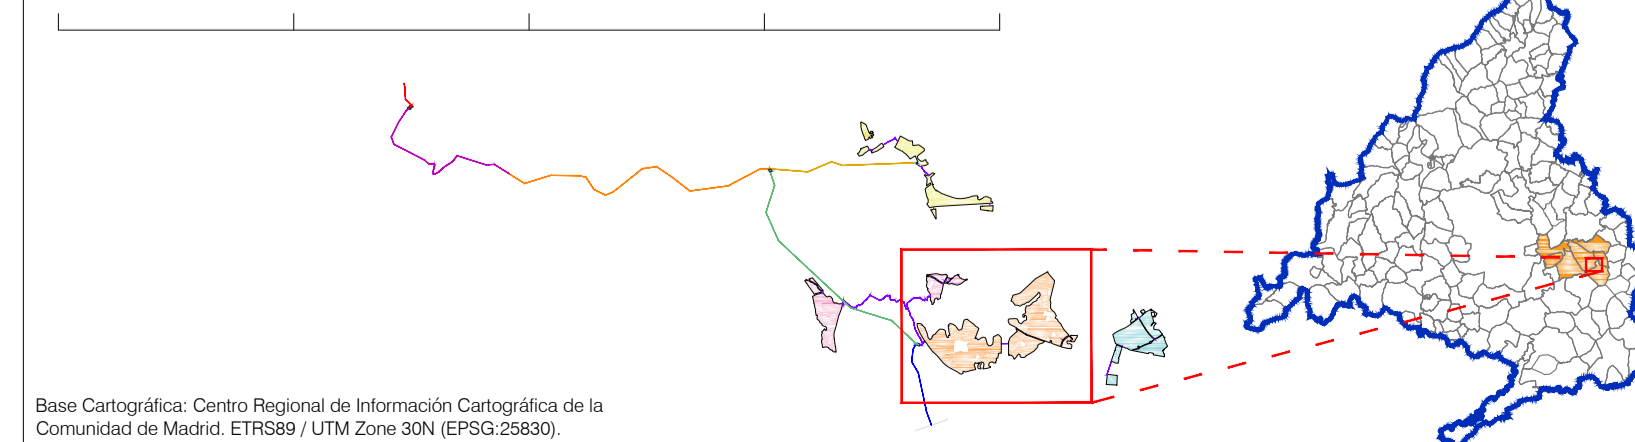 Base Cartográfica: Centro Regional de Información Cartográfica de la
Comunidad de Madrid. ETRS89 / UTM Zone 30N (EPSG:25830).